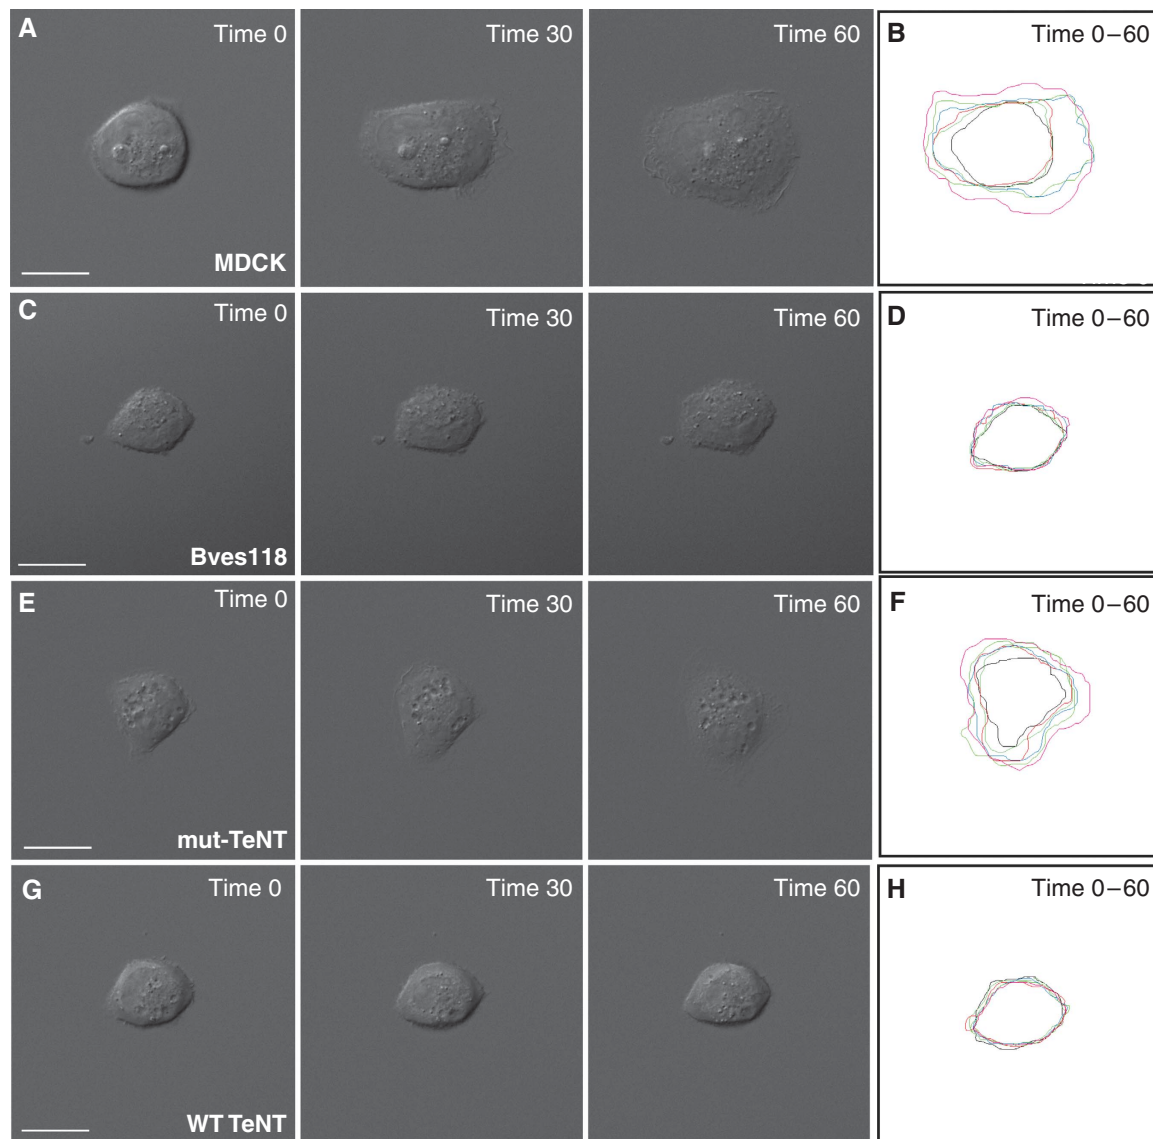 A Time 0 Time 30 Time 60 B Time 0–60
MDCK
C Time 0 Time 30 Time 60 D Time 0–60
Bves118
E Time 0 Time 30 Time 60 F Time 0–60
mut-TeNT
G Time 0 Time 30 Time 60 H Time 0–60
WT TeNT